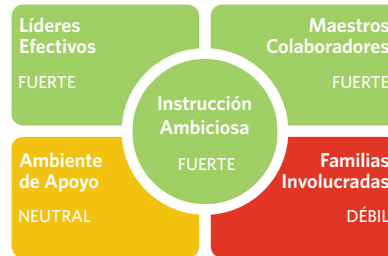 Líderes
Efectivos
FUERTE
Maestros
Colaboradores
FUERTE
Instrucción
Ambiciosa
FUERTE
Ambiente
de Apoyo
NEUTRAL
Familias
Involucradas
DÉBIL